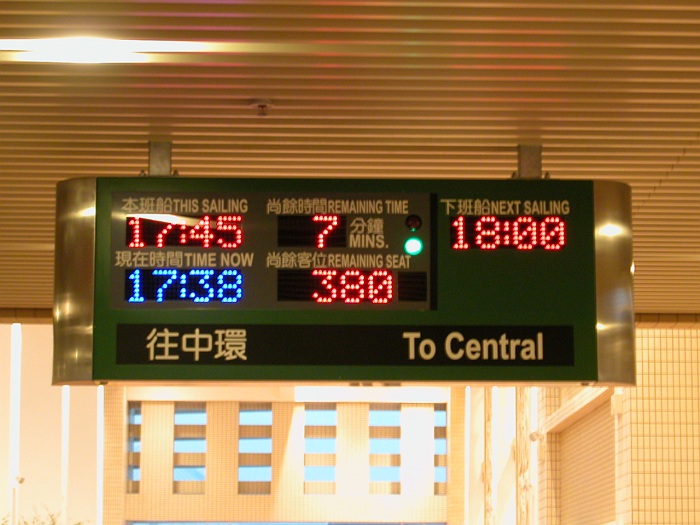 本班船THIS SAILING 尚餘時間REMAINING TIME 下班船NEXT SAILING
17:45 7 分鐘 MINS. 18:00
現在時間TIME NOW 尚餘客位REMAINING SEAT
17:38 380
往中環 To Central